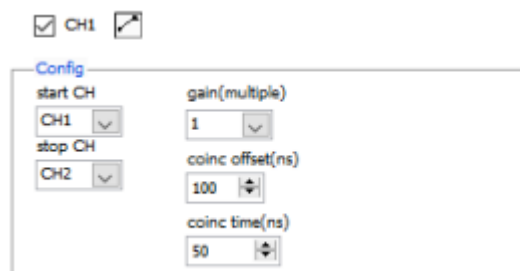 CH1
Config
start CH
gain(multiple)
CH1
1
stop CH
coinc offset(ns)
CH2
100
coinc time(ns)
50